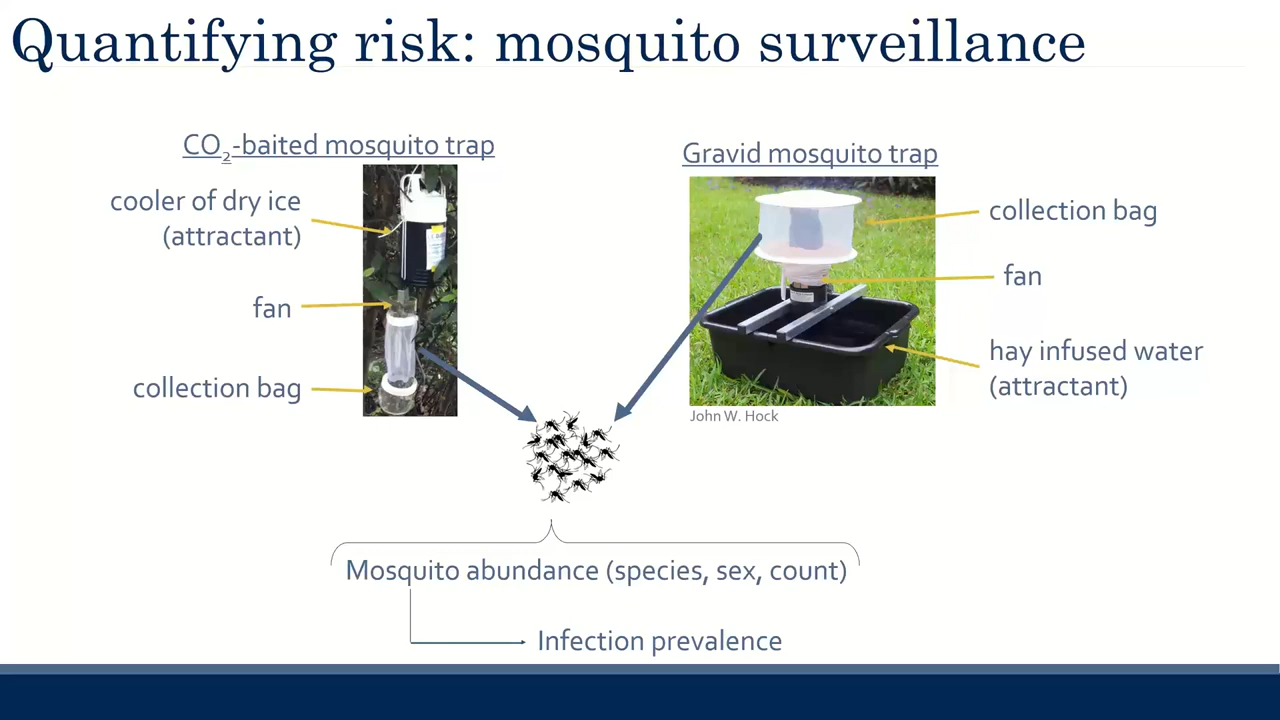 Quantifying risk: mosquito surveillance
CO₂-baited mosquito trap
cooler of dry ice
(attractant)
fan
collection bag
Gravid mosquito trap
collection bag
fan
hay infused water
(attractant)
John W. Hock
Mosquito abundance (species, sex, count)
Infection prevalence